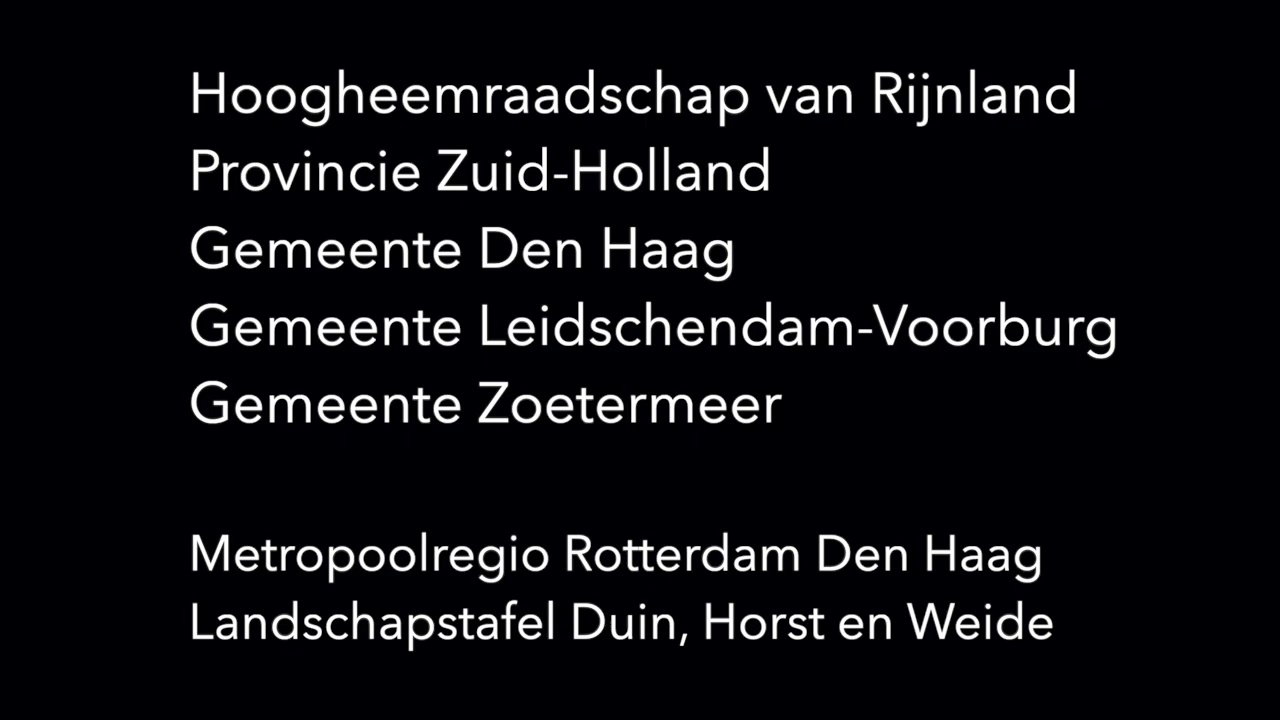 Hoogheemraadschap van Rijnland
Provincie Zuid-Holland
Gemeente Den Haag
Gemeente Leidschendam-Voorburg
Gemeente Zoetermeer
Metropoolregio Rotterdam Den Haag
Landschapstafel Duin, Horst en Weide